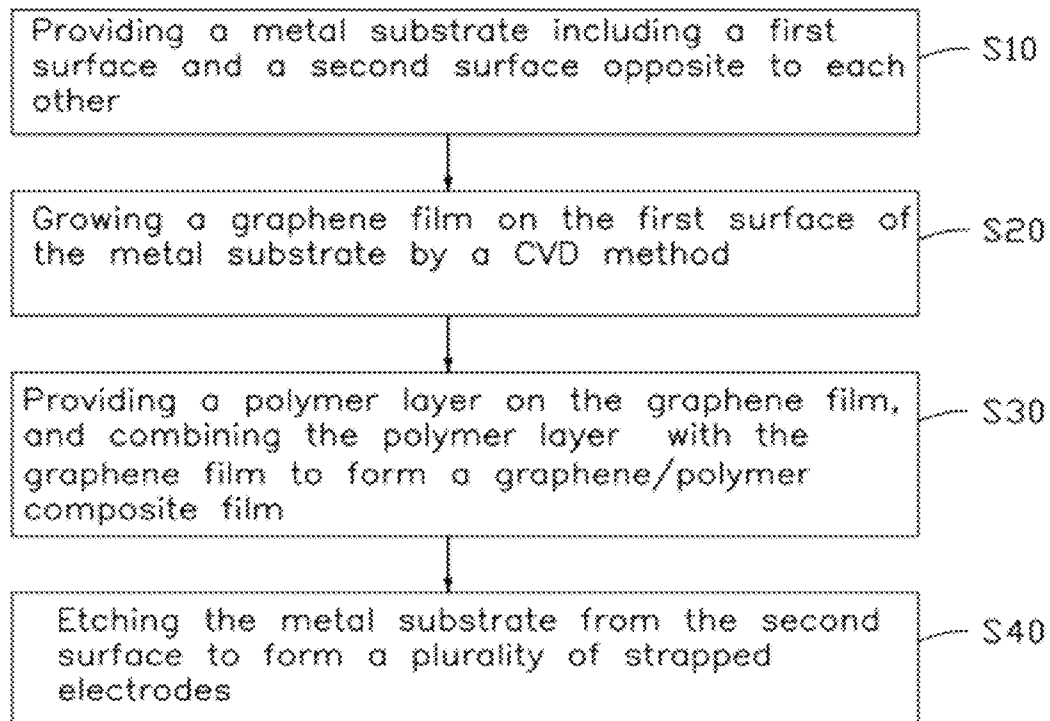 Providing a metal substrate including a first
surface and a second surface opposite to each
other
S10
Growing a graphene film on the first surface of
the metal substrate by a CVD method
S20
Providing a polymer layer on the graphene film,
and combining the polymer layer with the
graphene film to form a graphene/polymer
composite film
S30
Etching the metal substrate from the second
surface to form a plurality of strapped
electrodes
S40